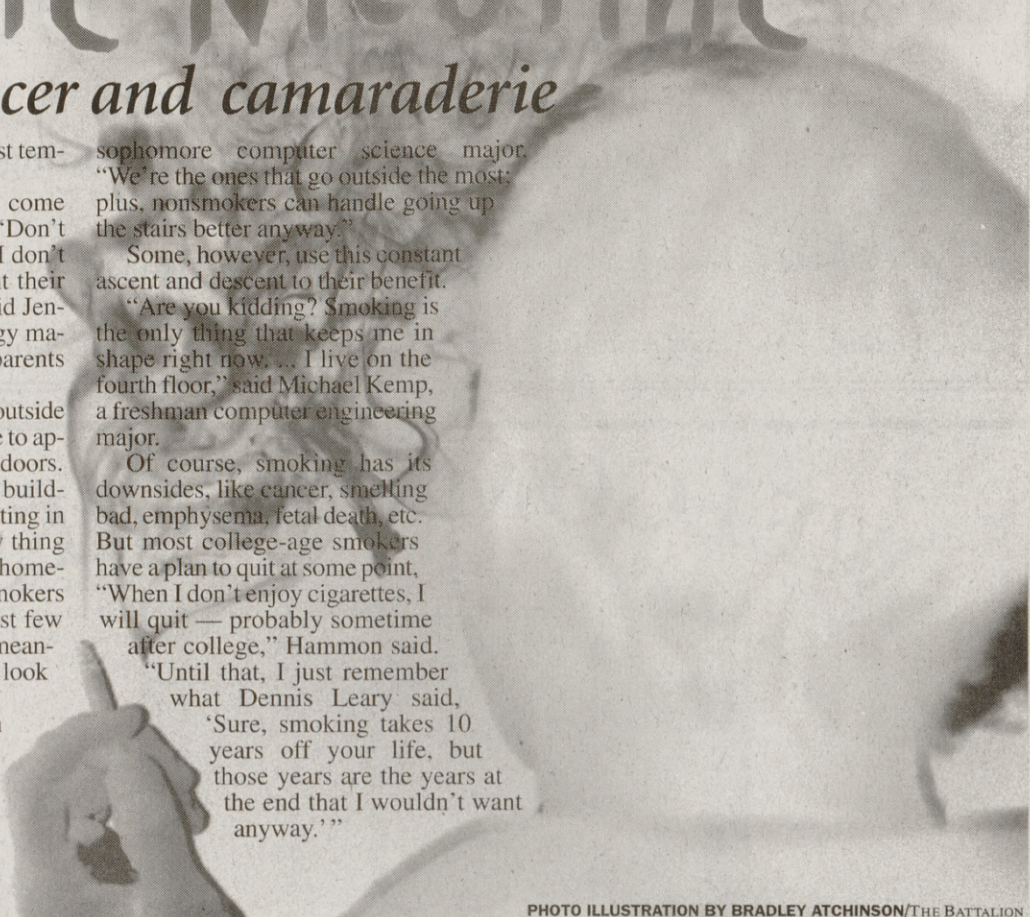 Nicotine
cer and camaraderie
st tem-
come
“Don’t
I don’t
t their
id Jen-
gy ma-
parents
outside
e to ap-
doors.
build-
ting in
thing
home-
mokers
st few
mean-
look
sophomore computer science major.
“We’re the ones that go outside the most;
plus, nonsmokers can handle going up
the stairs better anyway.”
Some, however, use this constant
ascent and descent to their benefit.
“Are you kidding? Smoking is
the only thing that keeps me in
shape right now. ... I live on the
fourth floor,” said Michael Kemp,
a freshman computer engineering
major.
Of course, smoking has its
downsides, like cancer, smelling
bad, emphysema, fetal death, etc.
But most college-age smokers
have a plan to quit at some point,
“When I don’t enjoy cigarettes, I
will quit — probably sometime
after college,” Hammon said.
“Until that, I just remember
what Dennis Leary said,
‘Sure, smoking takes 10
years off your life, but
those years are the years at
the end that I wouldn’t want
anyway.’”
PHOTO ILLUSTRATION BY BRADLEY ATCHINSON/THE BATTALION